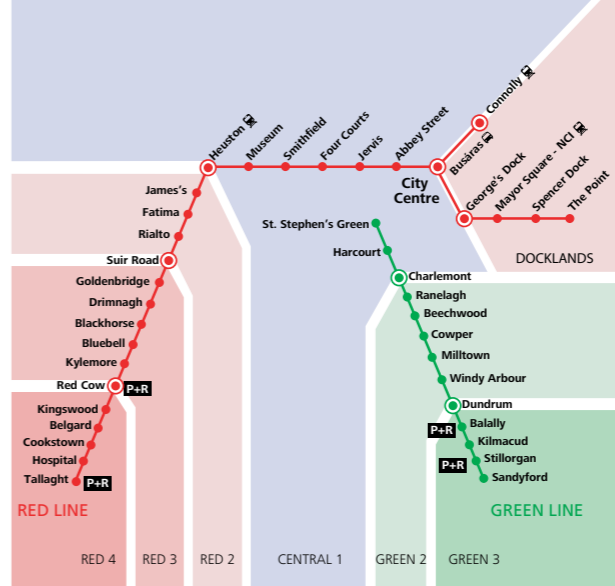 Heuston
Museum
Smithfield
Four Courts
Jervis
Abbey Street
Busáras
Connolly
City
Centre
George's Dock
Mayor Square - NCI
Spencer Dock
The Point
DOCKLANDS
James's
Fatima
Rialto
Suir Road
Goldenbridge
Drimnagh
Blackhorse
Bluebell
Kylemore
Red Cow
P+R
Kingswood
Belgard
Cookstown
Hospital
Tallaght
P+R
St. Stephen's Green
Harcourt
Charlemont
Ranelagh
Beechwood
Cowper
Milltown
Windy Arbour
Dundrum
Balally
P+R
Kilmacud
Stillorgan
P+R
Sandyford
RED LINE
GREEN LINE
RED 4
RED 3
RED 2
CENTRAL 1
GREEN 2
GREEN 3